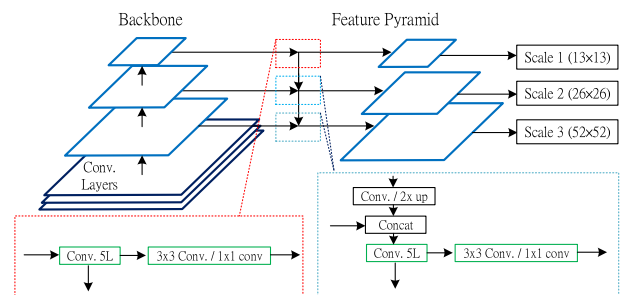 Backbone
Feature Pyramid
Scale 1 (13×13)
Scale 2 (26×26)
Scale 3 (52×52)
Conv.
Layers
Conv. / 2x up
Concat
Conv. 5L
3x3 Conv. / 1x1 conv
Conv. 5L
3x3 Conv. / 1x1 conv